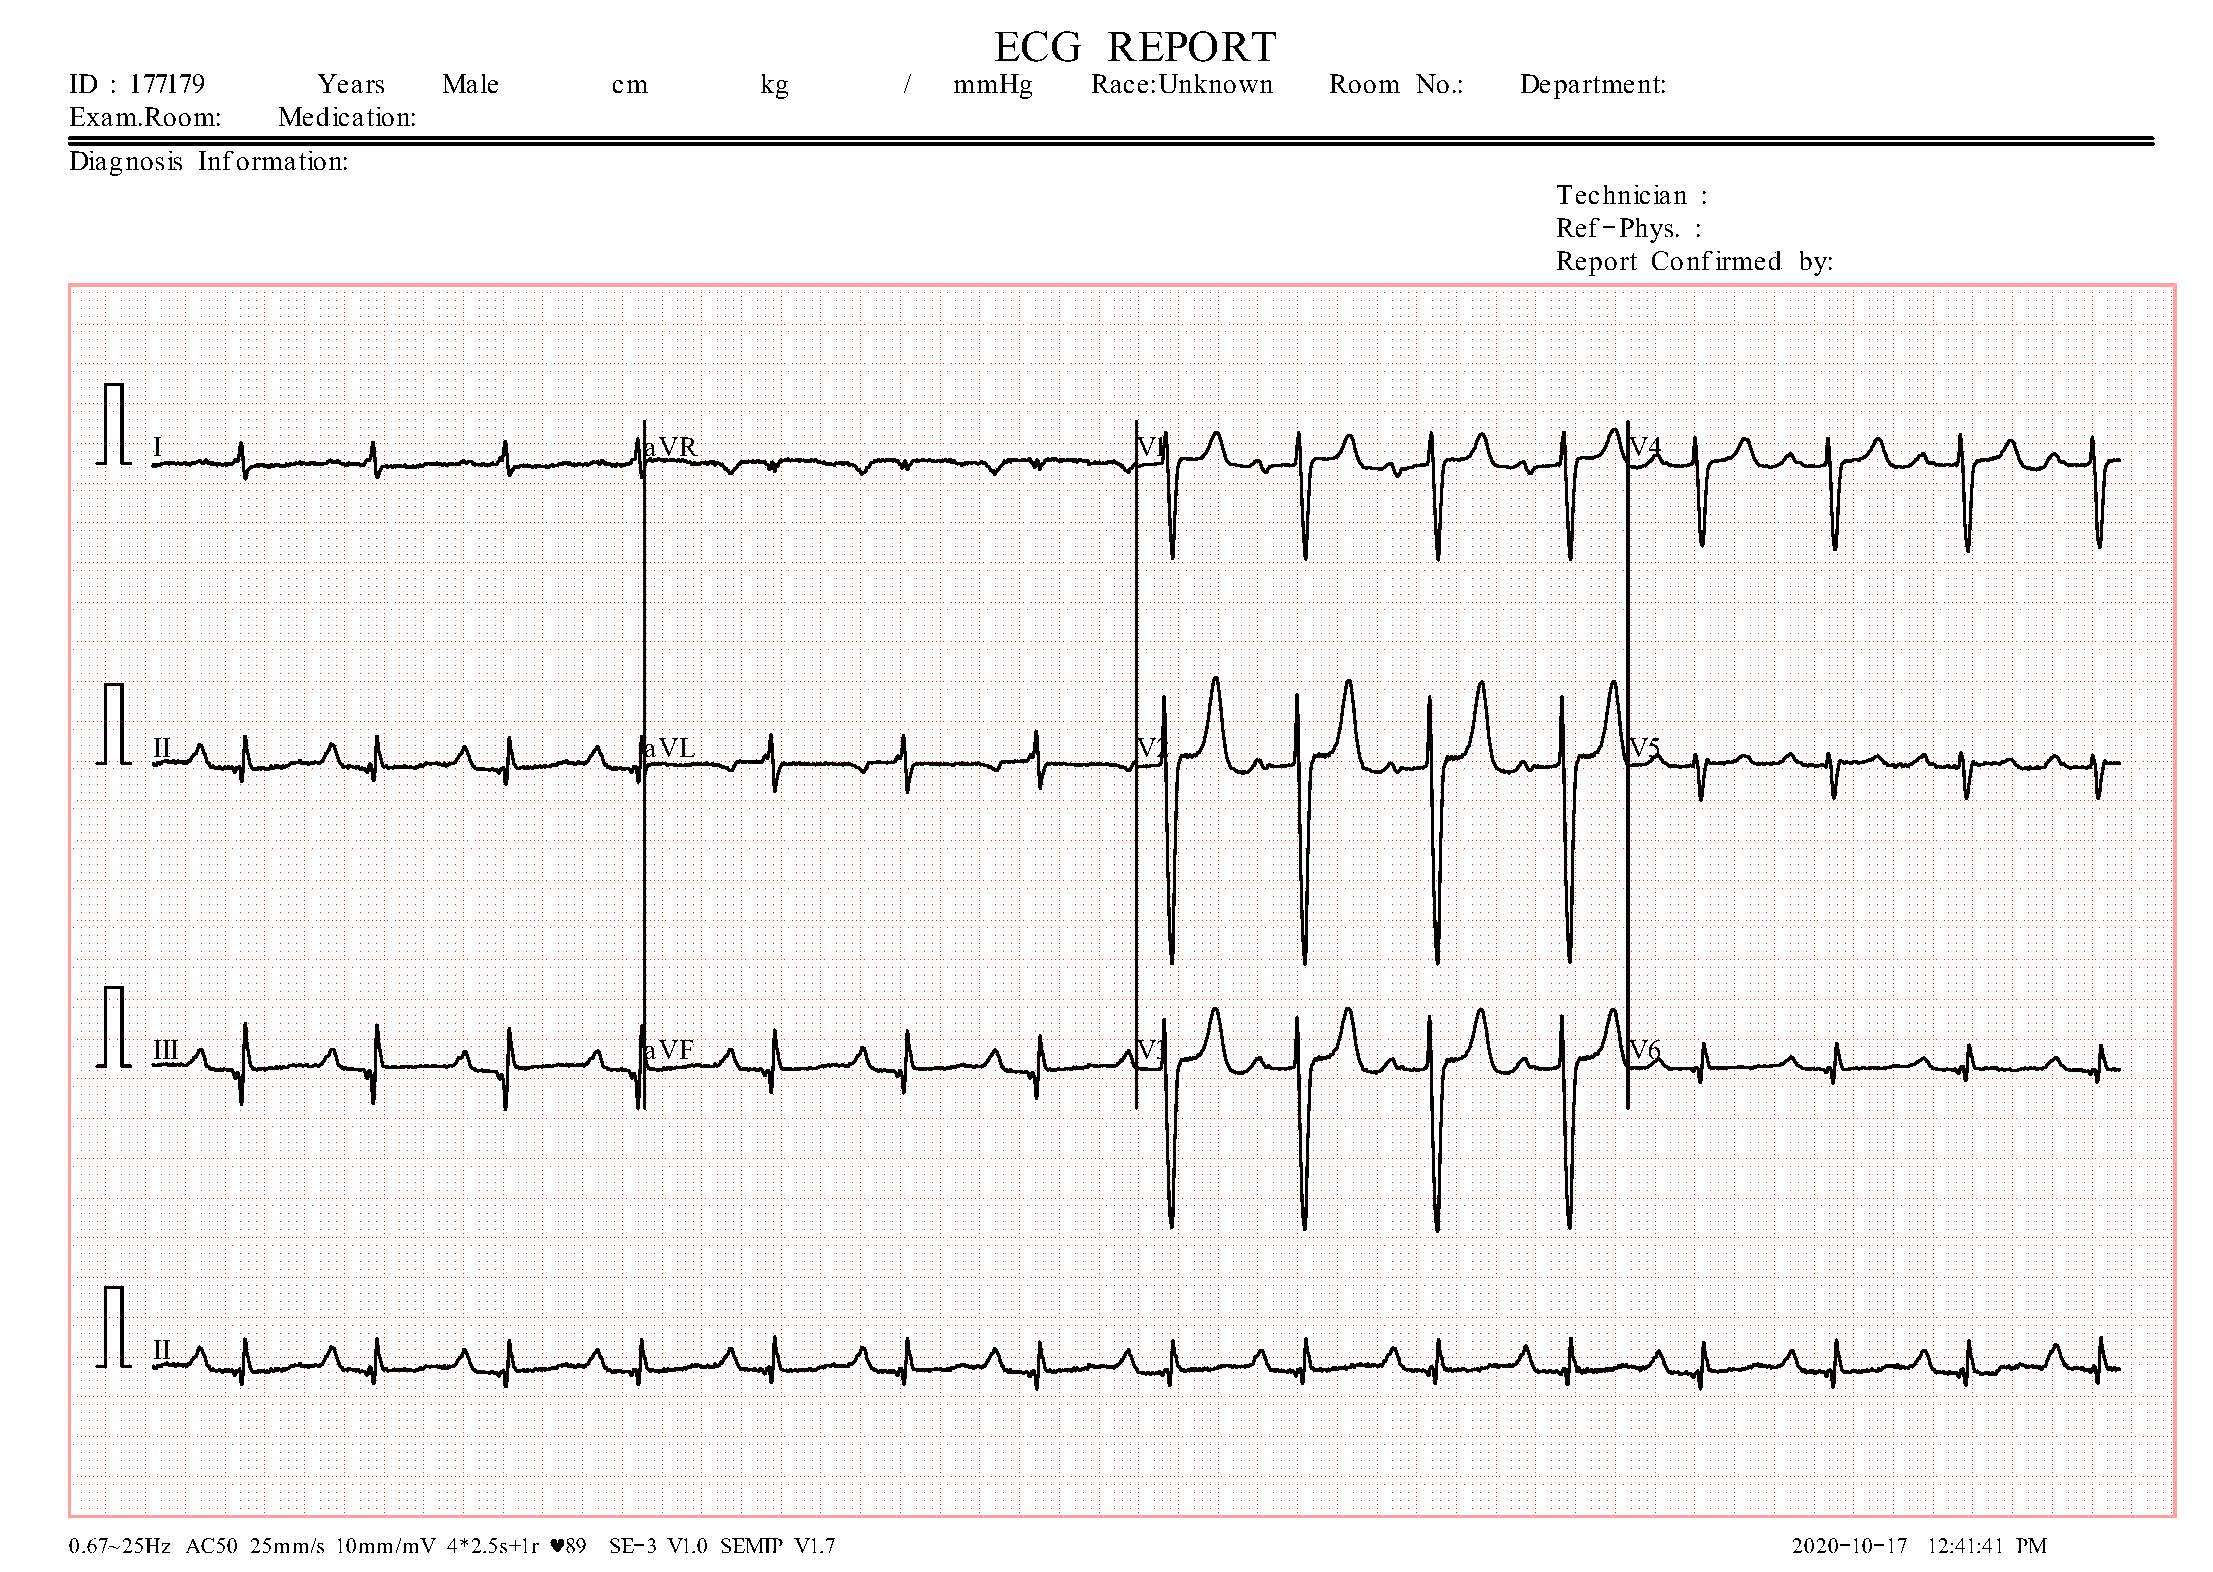 ECG REPORT
ID : 177179 Years Male cm kg / mmHg Race:Unknown Room No.: Department:
Exam.Room: Medication:
Diagnosis Information:
Technician :
Ref-Phys. :
Report Confirmed by:
I aVR V1 V4
II aVL V2 V5
III aVF V3 V6
II
0.67~25Hz AC50 25mm/s 10mm/mV 4*2.5s+1r ♥89 SE-3 V1.0 SEMIP V1.7 2020-10-17 12:41:41 PM